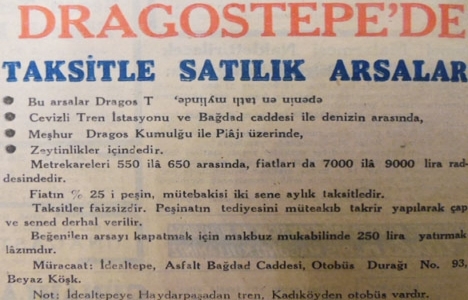 DRAGOSTEPE'DE
TAKSİTLE SATILIK ARSALAR
Bu arsalar Dragos T
Cevizli Tren İstasyonu ve Bağdad caddesi ile denizin arasında,
Meşhur Dragos Kumulğu ile Plâjı üzerinde,
Zeytinlikler içindedir.
Metrekareleri 550 ilâ 650 arasında, fiatları da 7000 ilâ 9000 lira rad-
desindedir.
Fiatın % 25 i peşin, mütebakisi iki sene aylık taksitledir.
Taksitler faizsizdir. Peşinatın tediyesini müteakıb takrir yapılarak çap
ve sened derhal verilir.
Beğenilen arsayı kapatmak için makbuz mukabilinde 250 lira yatırmak
lâzımdır.
Müracaat: İdealtepe, Asfalt Bağdad Caddesi, Otobüs Durağı No. 93,
Beyaz Köşk.
Not: İdealtepeye Haydarpaşadan tren, Kadıköyden otobüs vardır.